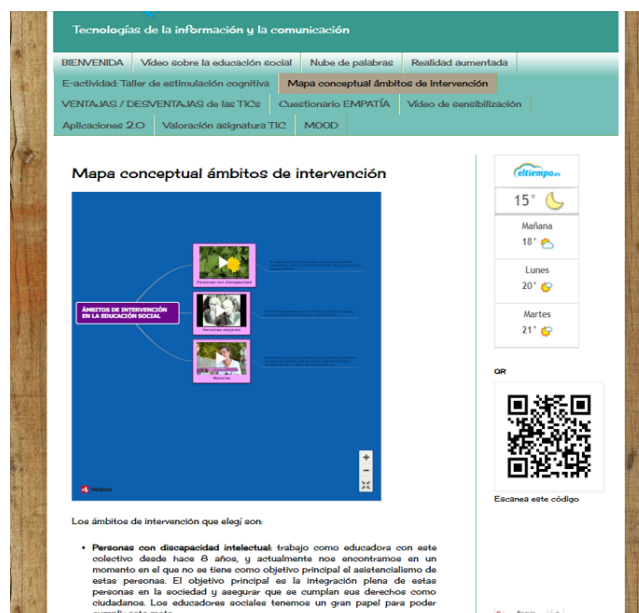 Tecnologías de la información y la comunicación
BIENVENIDA Vídeo sobre la educación social Nube de palabras Realidad aumentada
E-actividad: Taller de estimulación cognitiva Mapa conceptual ámbitos de intervención
VENTAJAS / DESVENTAJAS de las TICs Cuestionario EMPATÍA Vídeo de sensibilización
Aplicaciones 2.0 Valoración asignatura TIC MOOD
Mapa conceptual ámbitos de intervención
ÁMBITOS DE INTERVENCIÓN
EN LA EDUCACIÓN SOCIAL
Personas con discapacidad
Personas mayores
Menores
eltiempo.es
15°
Mañana
18°
Lunes
20°
Martes
21°
QR
Escanea este código
Los ámbitos de intervención que elegí son:
• Personas con discapacidad intelectual: trabajo como educadora con este
colectivo desde hace 8 años, y actualmente nos encontramos en un
momento en el que no se tiene como objetivo principal el asistencialismo de
estas personas. El objetivo principal es la integración plena de estas
personas en la sociedad y asegurar que se cumplan sus derechos como
ciudadanos. Los educadores sociales tenemos un gran papel para poder